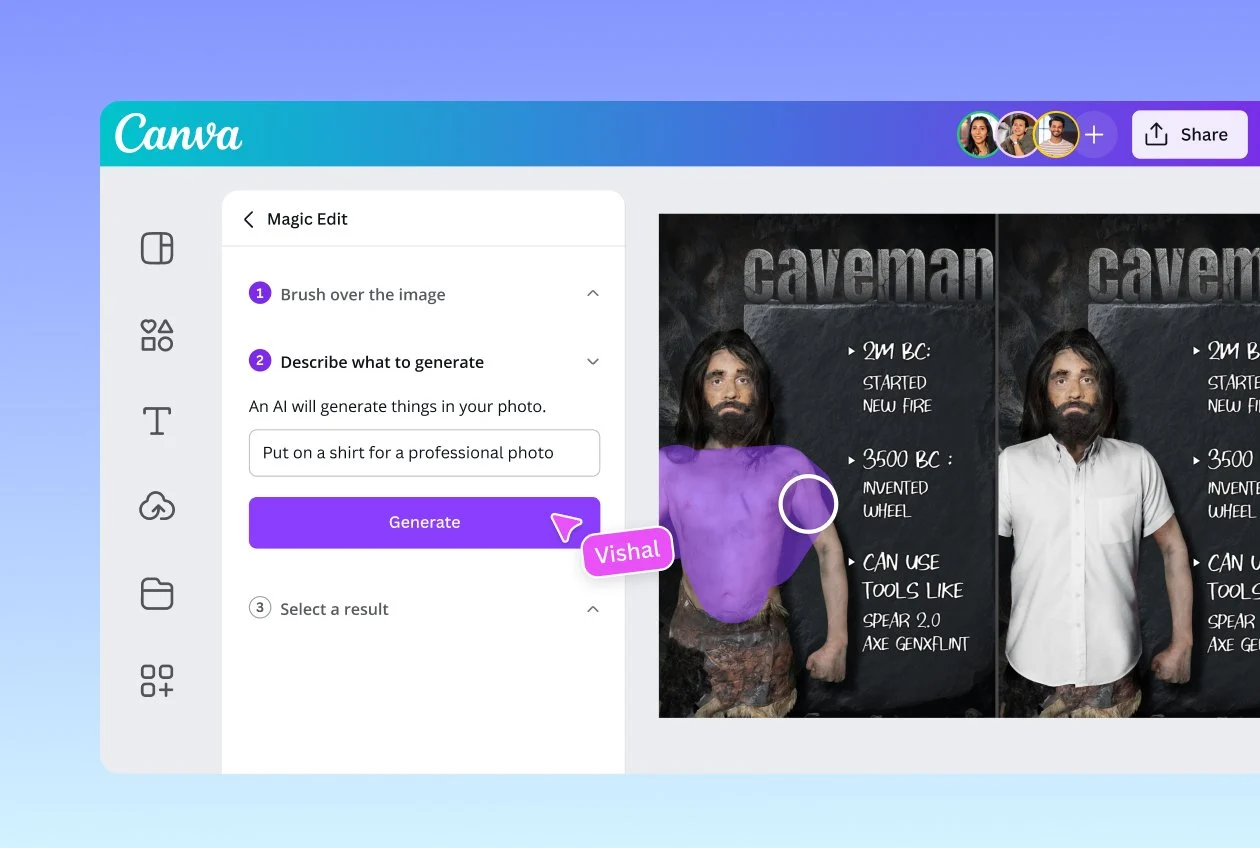 Canva
Share
Magic Edit
1 Brush over the image
2 Describe what to generate
An AI will generate things in your photo.
Put on a shirt for a professional photo
Generate
Vishal
3 Select a result
caveman
2M BC:
STARTED
NEW FIRE
3500 BC :
INVENTED
WHEEL
CAN USE
TOOLS LIKE
SPEAR 2.0
AXE GENXFLINT
cavem
2M B
STARTE
NEW FI
3500
INVENTE
WHEEL
CAN U
TOOLS
SPEAR
AXE GE